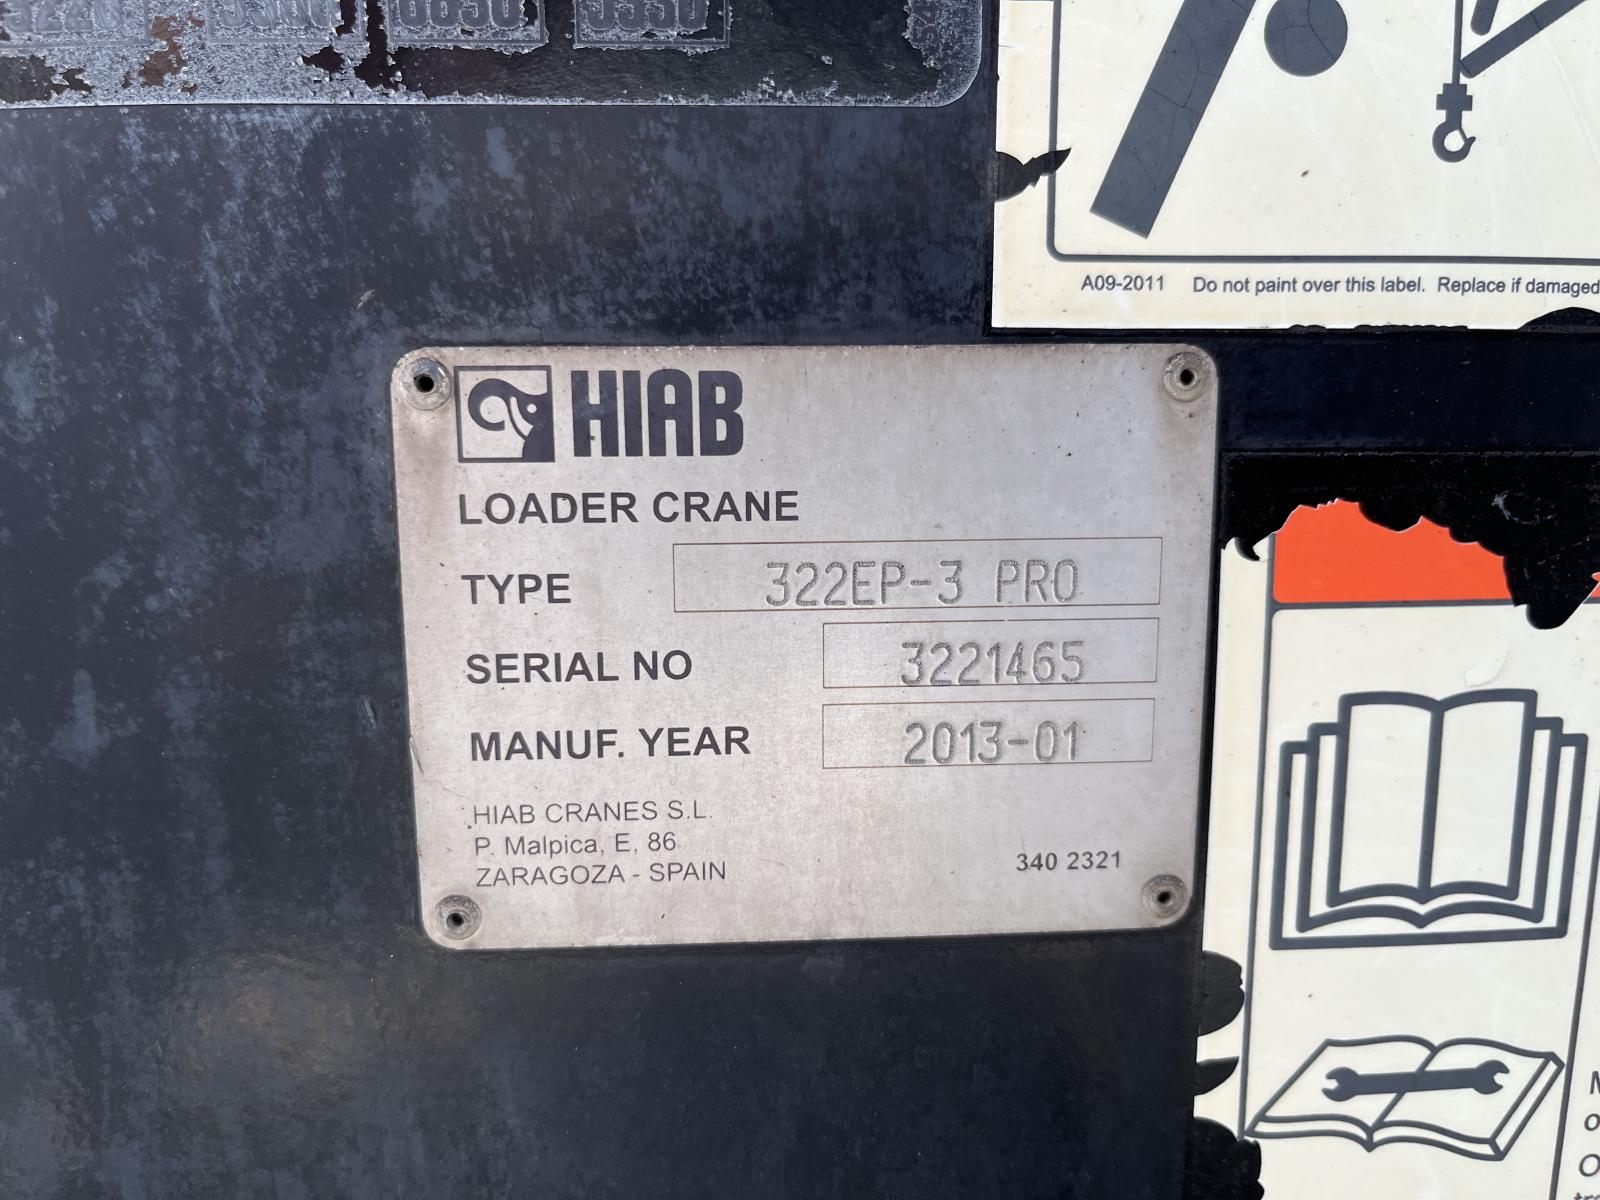 A09-2011 Do not paint over this label. Replace if damaged
HIAB
LOADER CRANE
TYPE 322EP-3 PRO
SERIAL NO 3221465
MANUF. YEAR 2013-01
HIAB CRANES S.L.
P. Malpica, E, 86
ZARAGOZA - SPAIN
340 2321